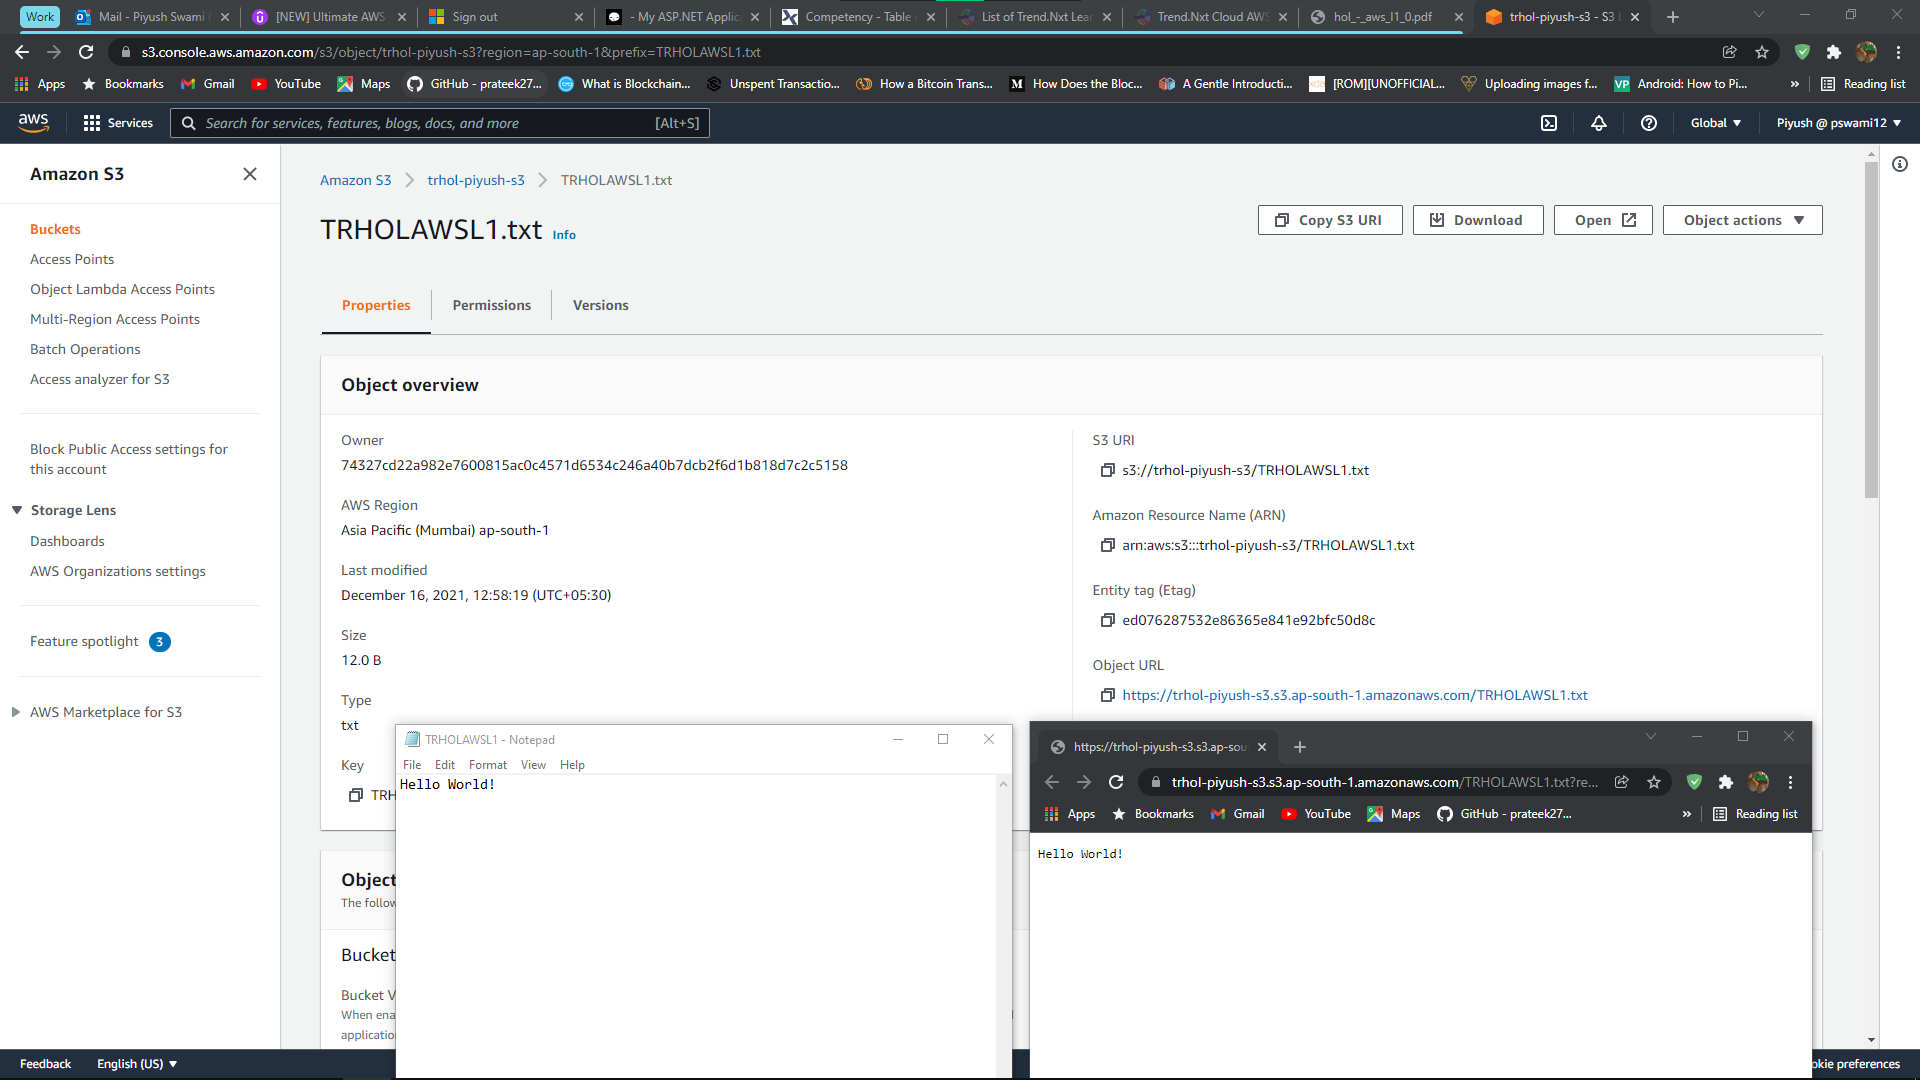 Work
Mail - Piyush Swami
[NEW] Ultimate AWS
Sign out
- My ASP.NET Applic
Competency - Table
List of Trend.Nxt Lea
Trend.Nxt Cloud AWS
hol_-_aws_l1_0.pdf
trhol-piyush-s3 - S3
s3.console.aws.amazon.com/s3/object/trhol-piyush-s3?region=ap-south-1&prefix=TRHOLAWSL1.txt
Apps
Bookmarks
Gmail
YouTube
Maps
GitHub - prateek27...
What is Blockchain...
Unspent Transactio...
How a Bitcoin Trans...
How Does the Bloc...
A Gentle Introducti...
[ROM][UNOFFICIAL...
Uploading images f...
Android: How to Pi...
»
Reading list
aws
Services
Search for services, features, blogs, docs, and more
[Alt+S]
Global
Piyush @ pswami12
Amazon S3
Buckets
Access Points
Object Lambda Access Points
Multi-Region Access Points
Batch Operations
Access analyzer for S3
Block Public Access settings for
this account
Storage Lens
Dashboards
AWS Organizations settings
Feature spotlight 3
AWS Marketplace for S3
Amazon S3
trhol-piyush-s3
TRHOLAWSL1.txt
TRHOLAWSL1.txt Info
Copy S3 URI
Download
Open
Object actions
Properties
Permissions
Versions
Object overview
Owner
74327cd22a982e7600815ac0c4571d6534c246a40b7dcb2f6d1b818d7c2c5158
AWS Region
Asia Pacific (Mumbai) ap-south-1
Last modified
December 16, 2021, 12:58:19 (UTC+05:30)
Size
12.0 B
Type
txt
Key
TRH
S3 URI
s3://trhol-piyush-s3/TRHOLAWSL1.txt
Amazon Resource Name (ARN)
arn:aws:s3:::trhol-piyush-s3/TRHOLAWSL1.txt
Entity tag (Etag)
ed076287532e86365e841e92bfc50d8c
Object URL
https://trhol-piyush-s3.s3.ap-south-1.amazonaws.com/TRHOLAWSL1.txt
Object
The follow
Bucket
Bucket V
When ena
application
TRHOLAWSL1 - Notepad
File Edit Format View Help
Hello World!
https://trhol-piyush-s3.s3.ap-sou
trhol-piyush-s3.s3.ap-south-1.amazonaws.com/TRHOLAWSL1.txt?re...
Apps
Bookmarks
Gmail
YouTube
Maps
GitHub - prateek27...
»
Reading list
Hello World!
Feedback
English (US)
okie preferences